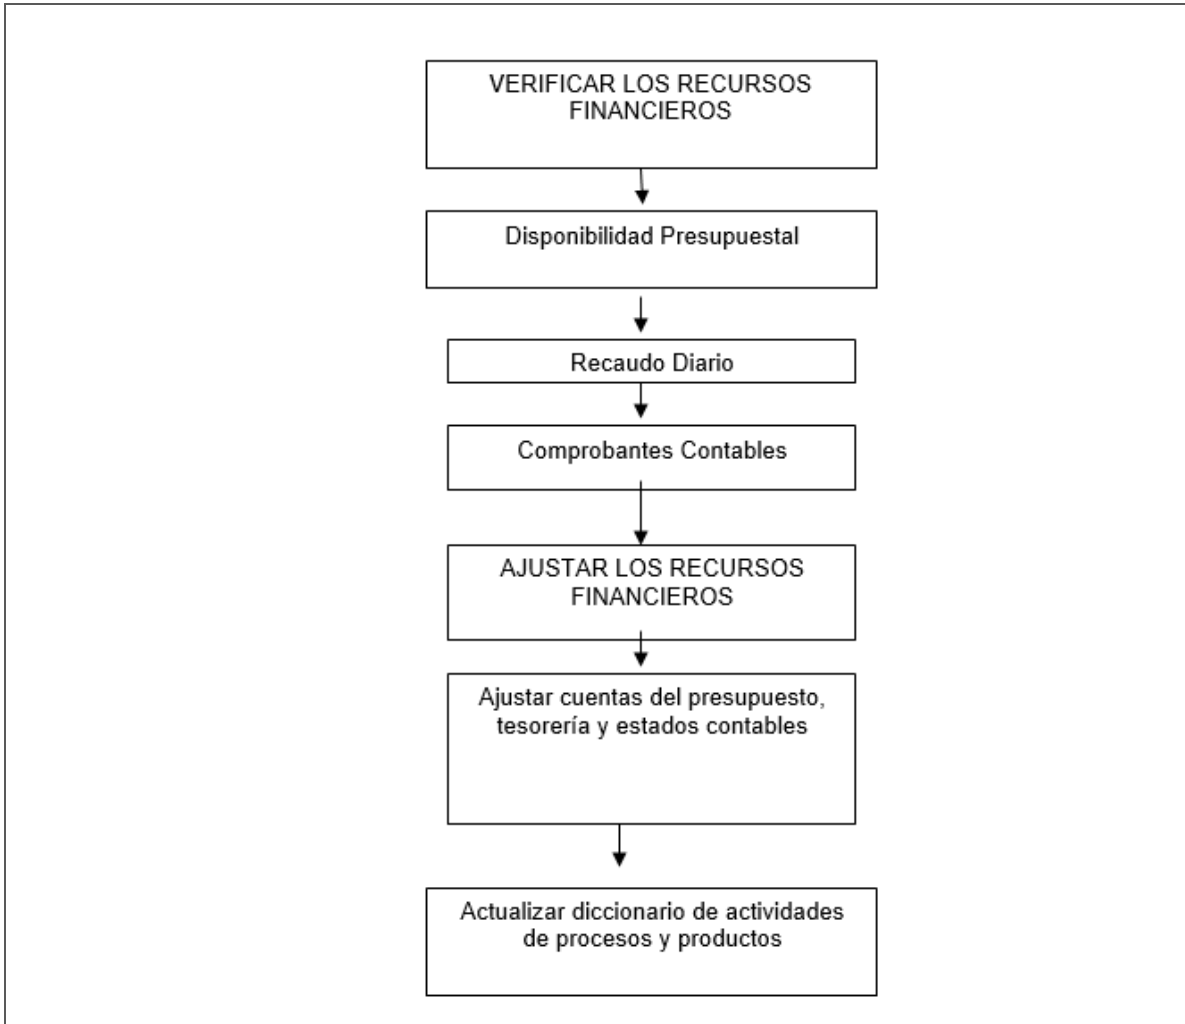 VERIFICAR LOS RECURSOS
FINANCIEROS
Disponibilidad Presupuestal
Recaudo Diario
Comprobantes Contables
AJUSTAR LOS RECURSOS
FINANCIEROS
Ajustar cuentas del presupuesto,
tesorería y estados contables
Actualizar diccionario de actividades
de procesos y productos